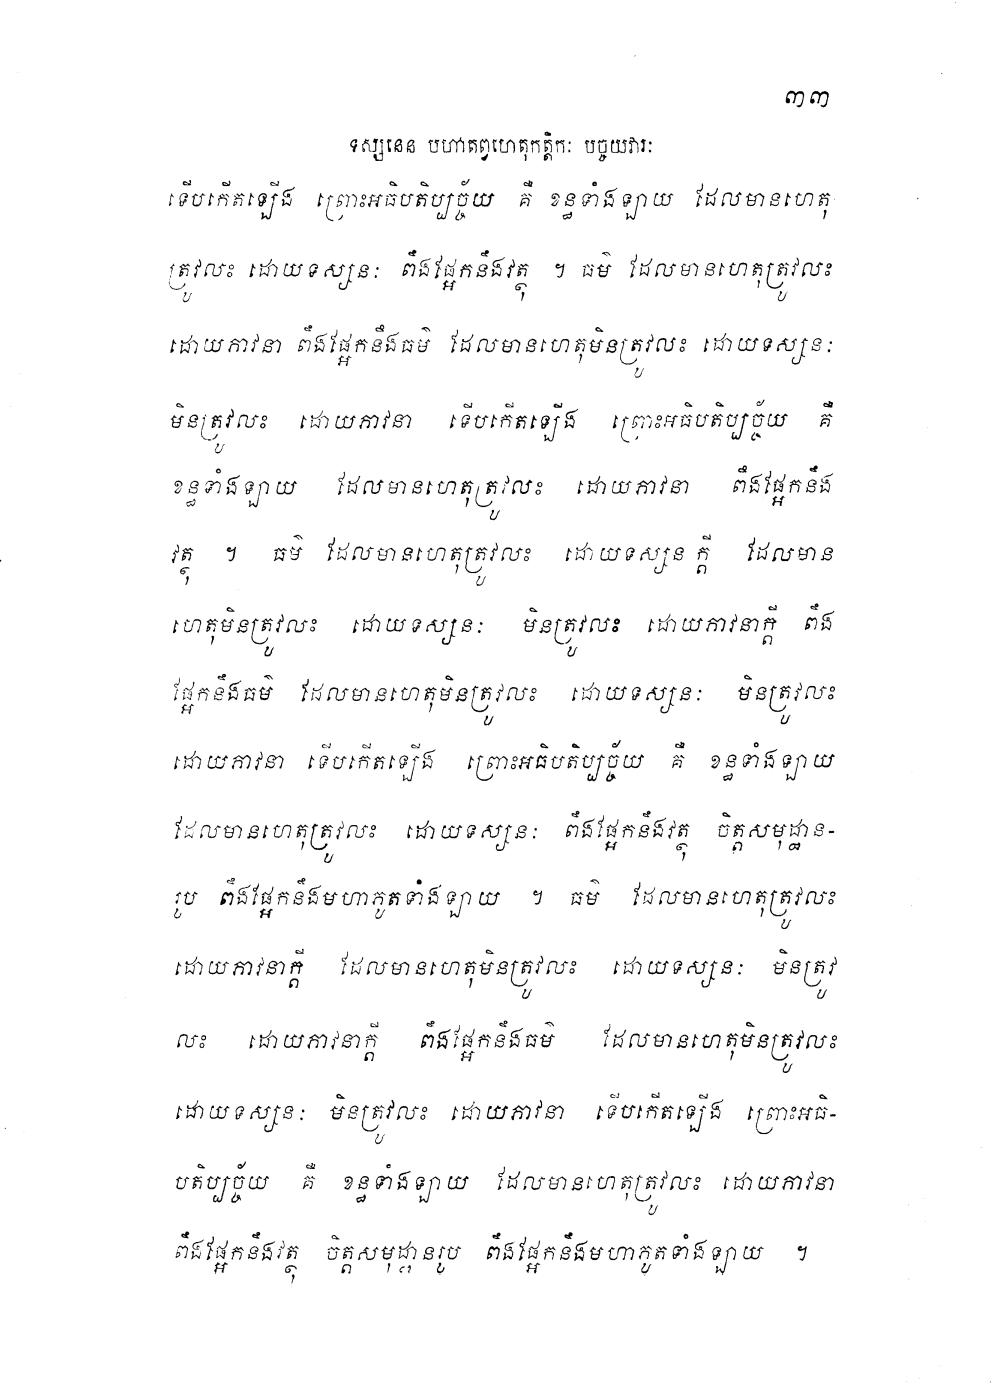 ៣៣
ទស្សនេន បហាតព្វហេតុកត្តិកៈ បច្ចយវារៈ
ទើបកើតឡើង ព្រោះអធិបតិប្បច្ច័យ គឺ ខន្ធទាំងឡាយ ដែលមានហេតុ
ត្រូវលះ ដោយទស្សនៈ ពឹងផ្អែកនឹងវត្ថុ ។ ធម៌ ដែលមានហេតុត្រូវលះ
ដោយភាវនា ពឹងផ្អែកនឹងធម៌ ដែលមានហេតុមិនត្រូវលះ ដោយទស្សនៈ
មិនត្រូវលះ ដោយភាវនា ទើបកើតឡើង ព្រោះអធិបតិប្បច្ច័យ គឺ
ខន្ធទាំងឡាយ ដែលមានហេតុត្រូវលះ ដោយភាវនា ពឹងផ្អែកនឹង
វត្ថុ ។ ធម៌ ដែលមានហេតុត្រូវលះ ដោយទស្សន ក្តី ដែលមាន
ហេតុមិនត្រូវលះ ដោយទស្សនៈ មិនត្រូវលះ ដោយភាវនាក្តី ពឹង
ផ្អែកនឹងធម៌ ដែលមានហេតុមិនត្រូវលះ ដោយទស្សនៈ មិនត្រូវលះ
ដោយភាវនា ទើបកើតឡើង ព្រោះអធិបតិប្បច្ច័យ គឺ ខន្ធទាំងឡាយ
ដែលមានហេតុត្រូវលះ ដោយទស្សនៈ ពឹងផ្អែកនឹងវត្ថុ ចិត្តសមុដ្ឋាន-
រូប ពឹងផ្អែកនឹងមហាភូតទាំងឡាយ ។ ធម៌ ដែលមានហេតុត្រូវលះ
ដោយភាវនាក្តី ដែលមានហេតុមិនត្រូវលះ ដោយទស្សនៈ មិនត្រូវ
លះ ដោយភាវនាក្តី ពឹងផ្អែកនឹងធម៌ ដែលមានហេតុមិនត្រូវលះ
ដោយទស្សនៈ មិនត្រូវលះ ដោយភាវនា ទើបកើតឡើង ព្រោះអធិ-
បតិប្បច្ច័យ គឺ ខន្ធទាំងឡាយ ដែលមានហេតុត្រូវលះ ដោយភាវនា
ពឹងផ្អែកនឹងវត្ថុ ចិត្តសមុដ្ឋានរូប ពឹងផ្អែកនឹងមហាភូតទាំងឡាយ ។